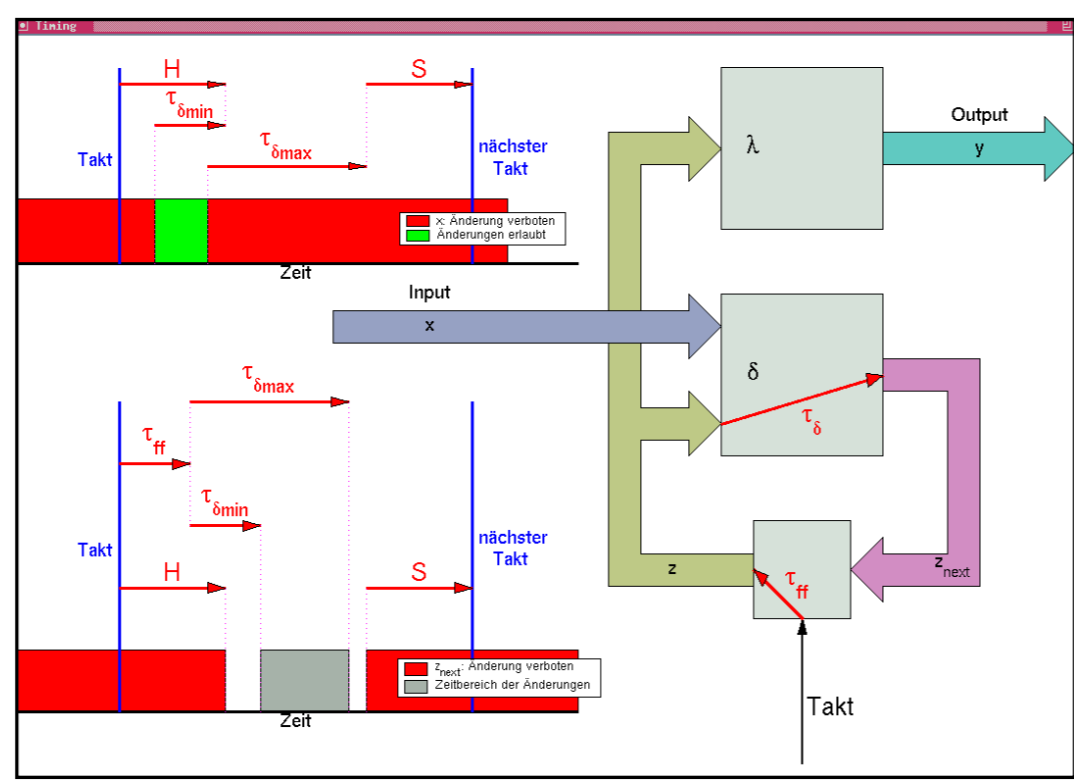 Timing
H
S
τδmin
τδmax
Takt
nächster
Takt
x: Änderung verboten
Änderungen erlaubt
Zeit
λ
Output
y
Input
x
δ
τδ
τδmax
τff
τδmin
Takt
nächster
Takt
H
S
z
znext
τff
znext: Änderung verboten
Zeitbereich der Änderungen
Zeit
Takt